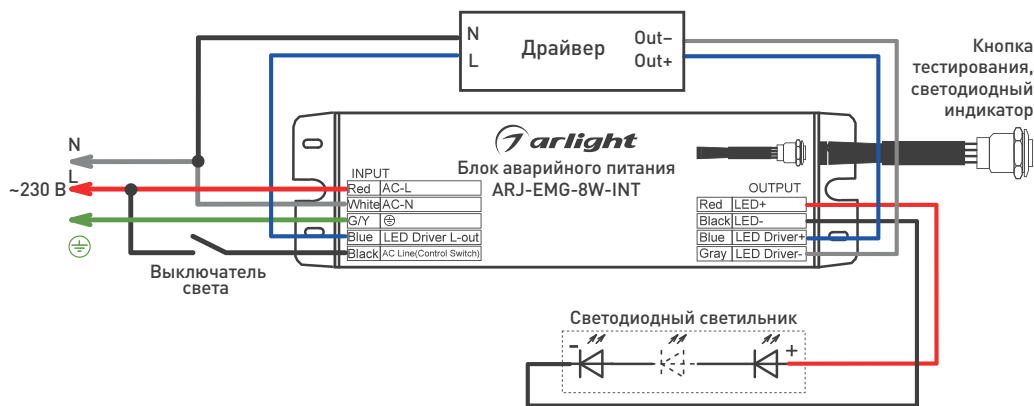 N
L
Драйвер
Out–
Out+
Кнопка
тестирования,
светодиодный
индикатор
arlight
Блок аварийного питания
ARJ-EMG-8W-INT
N
L
~230 В
INPUT
Red AC-L
White AC-N
G/Y
Blue LED Driver L-out
Black AC Line(Control Switch)
OUTPUT
Red LED+
Black LED-
Blue LED Driver+
Gray LED Driver-
Выключатель
света
Светодиодный светильник
- +